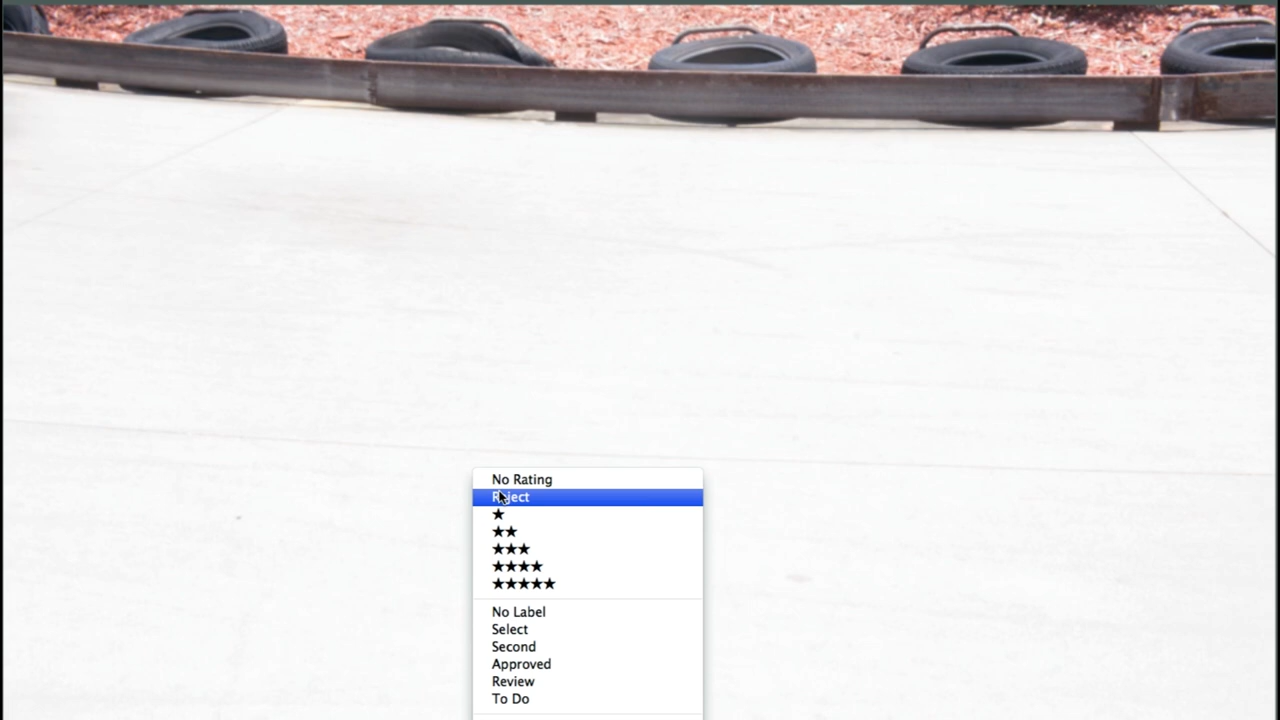 No Rating
Reject
★
★★
★★★
★★★★
★★★★★
No Label
Select
Second
Approved
Review
To Do